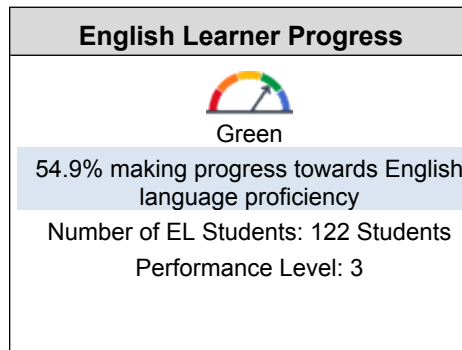 English Learner Progress
Green
54.9% making progress towards English
language proficiency
Number of EL Students: 122 Students
Performance Level: 3